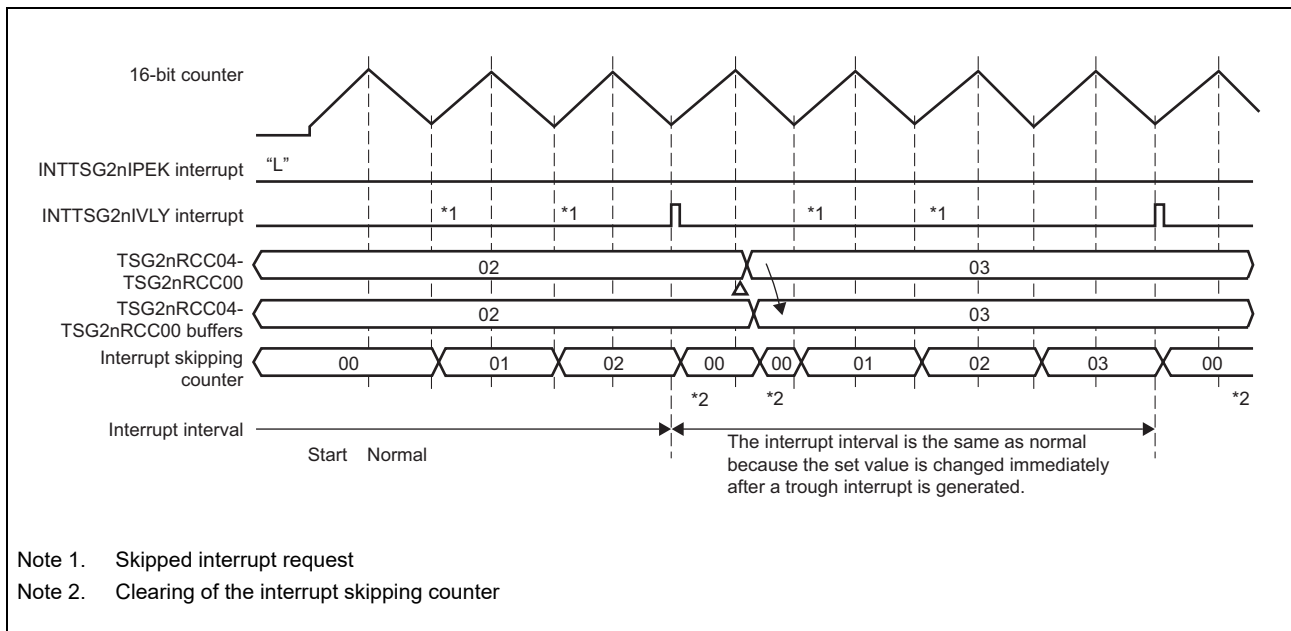 16-bit counter
INTTSG2nIPEK interrupt
“L”
INTTSG2nIVLY interrupt
*1 *1 *1 *1
TSG2nRCC04-
TSG2nRCC00
02 03
TSG2nRCC04-
TSG2nRCC00 buffers
02 03
Interrupt skipping
counter
00 01 02 00 00 01 02 03 00
*2 *2 *2
Interrupt interval
Start Normal
The interrupt interval is the same as normal
because the set value is changed immediately
after a trough interrupt is generated.
Note 1. Skipped interrupt request
Note 2. Clearing of the interrupt skipping counter